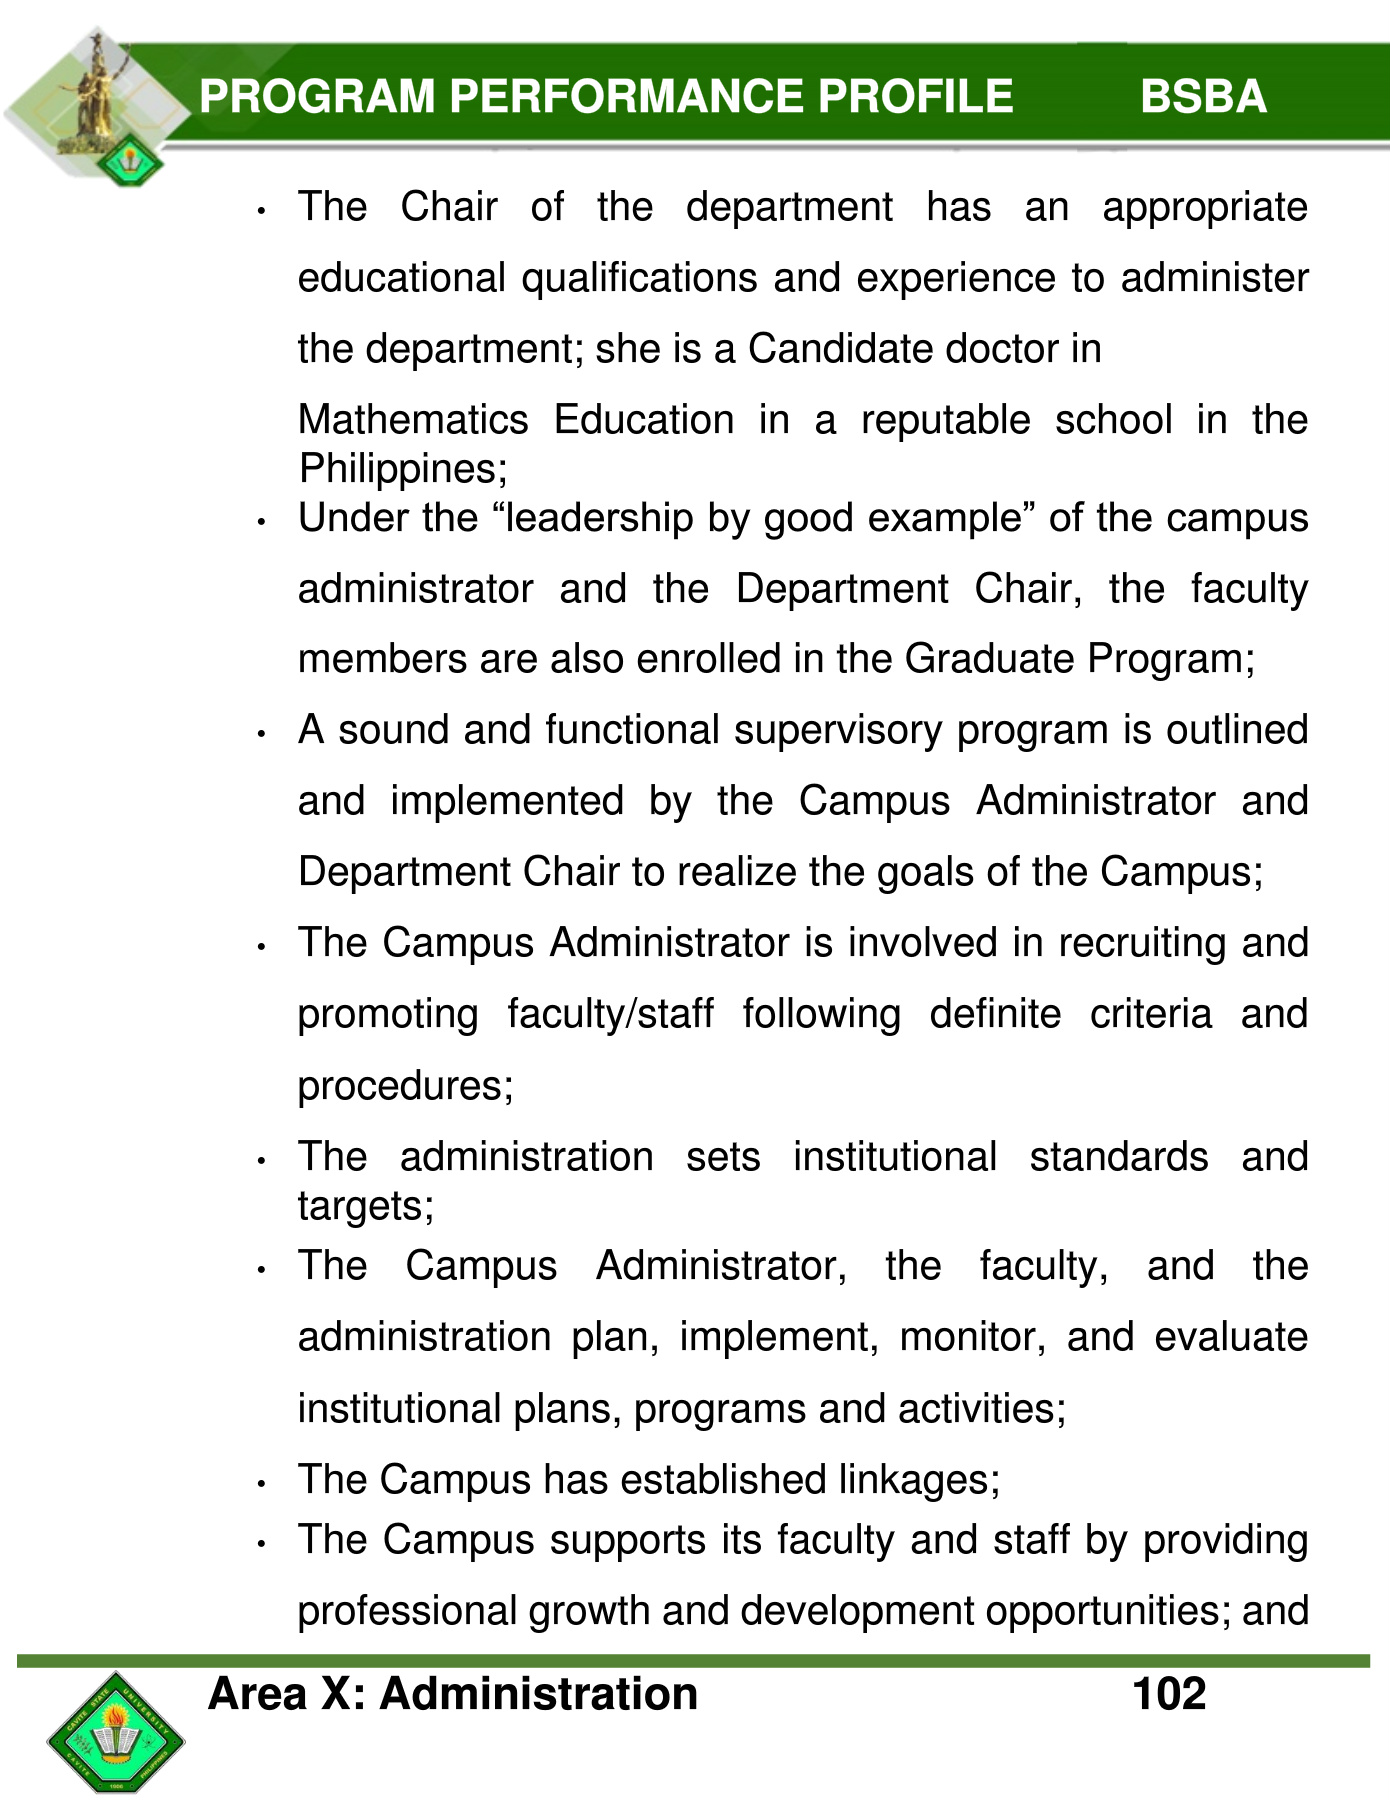 PROGRAM PERFORMANCE PROFILE BSBA
• The Chair of the department has an appropriate
educational qualifications and experience to administer
the department; she is a Candidate doctor in
Mathematics Education in a reputable school in the
Philippines;
• Under the “leadership by good example” of the campus
administrator and the Department Chair, the faculty
members are also enrolled in the Graduate Program;
• A sound and functional supervisory program is outlined
and implemented by the Campus Administrator and
Department Chair to realize the goals of the Campus;
• The Campus Administrator is involved in recruiting and
promoting faculty/staff following definite criteria and
procedures;
• The administration sets institutional standards and
targets;
• The Campus Administrator, the faculty, and the
administration plan, implement, monitor, and evaluate
institutional plans, programs and activities;
• The Campus has established linkages;
• The Campus supports its faculty and staff by providing
professional growth and development opportunities; and
Area X: Administration 102
CAVITE STATE UNIVERSITY
CAVITE PHILIPPINES
1906